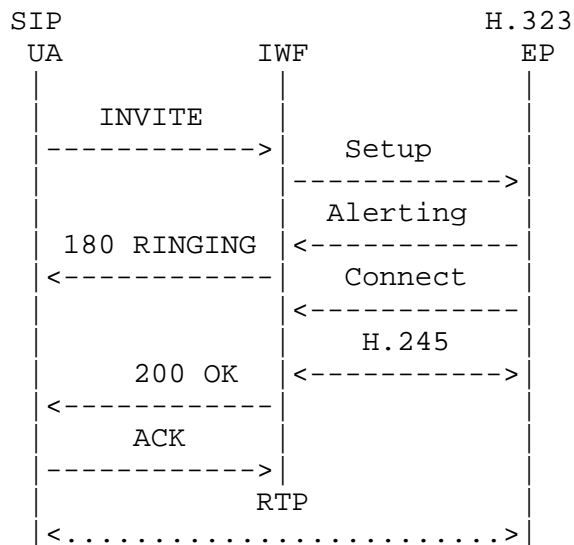 SIP H.323
UA IWF EP
INVITE
Setup
Alerting
180 RINGING
Connect
H.245
200 OK
ACK
RTP